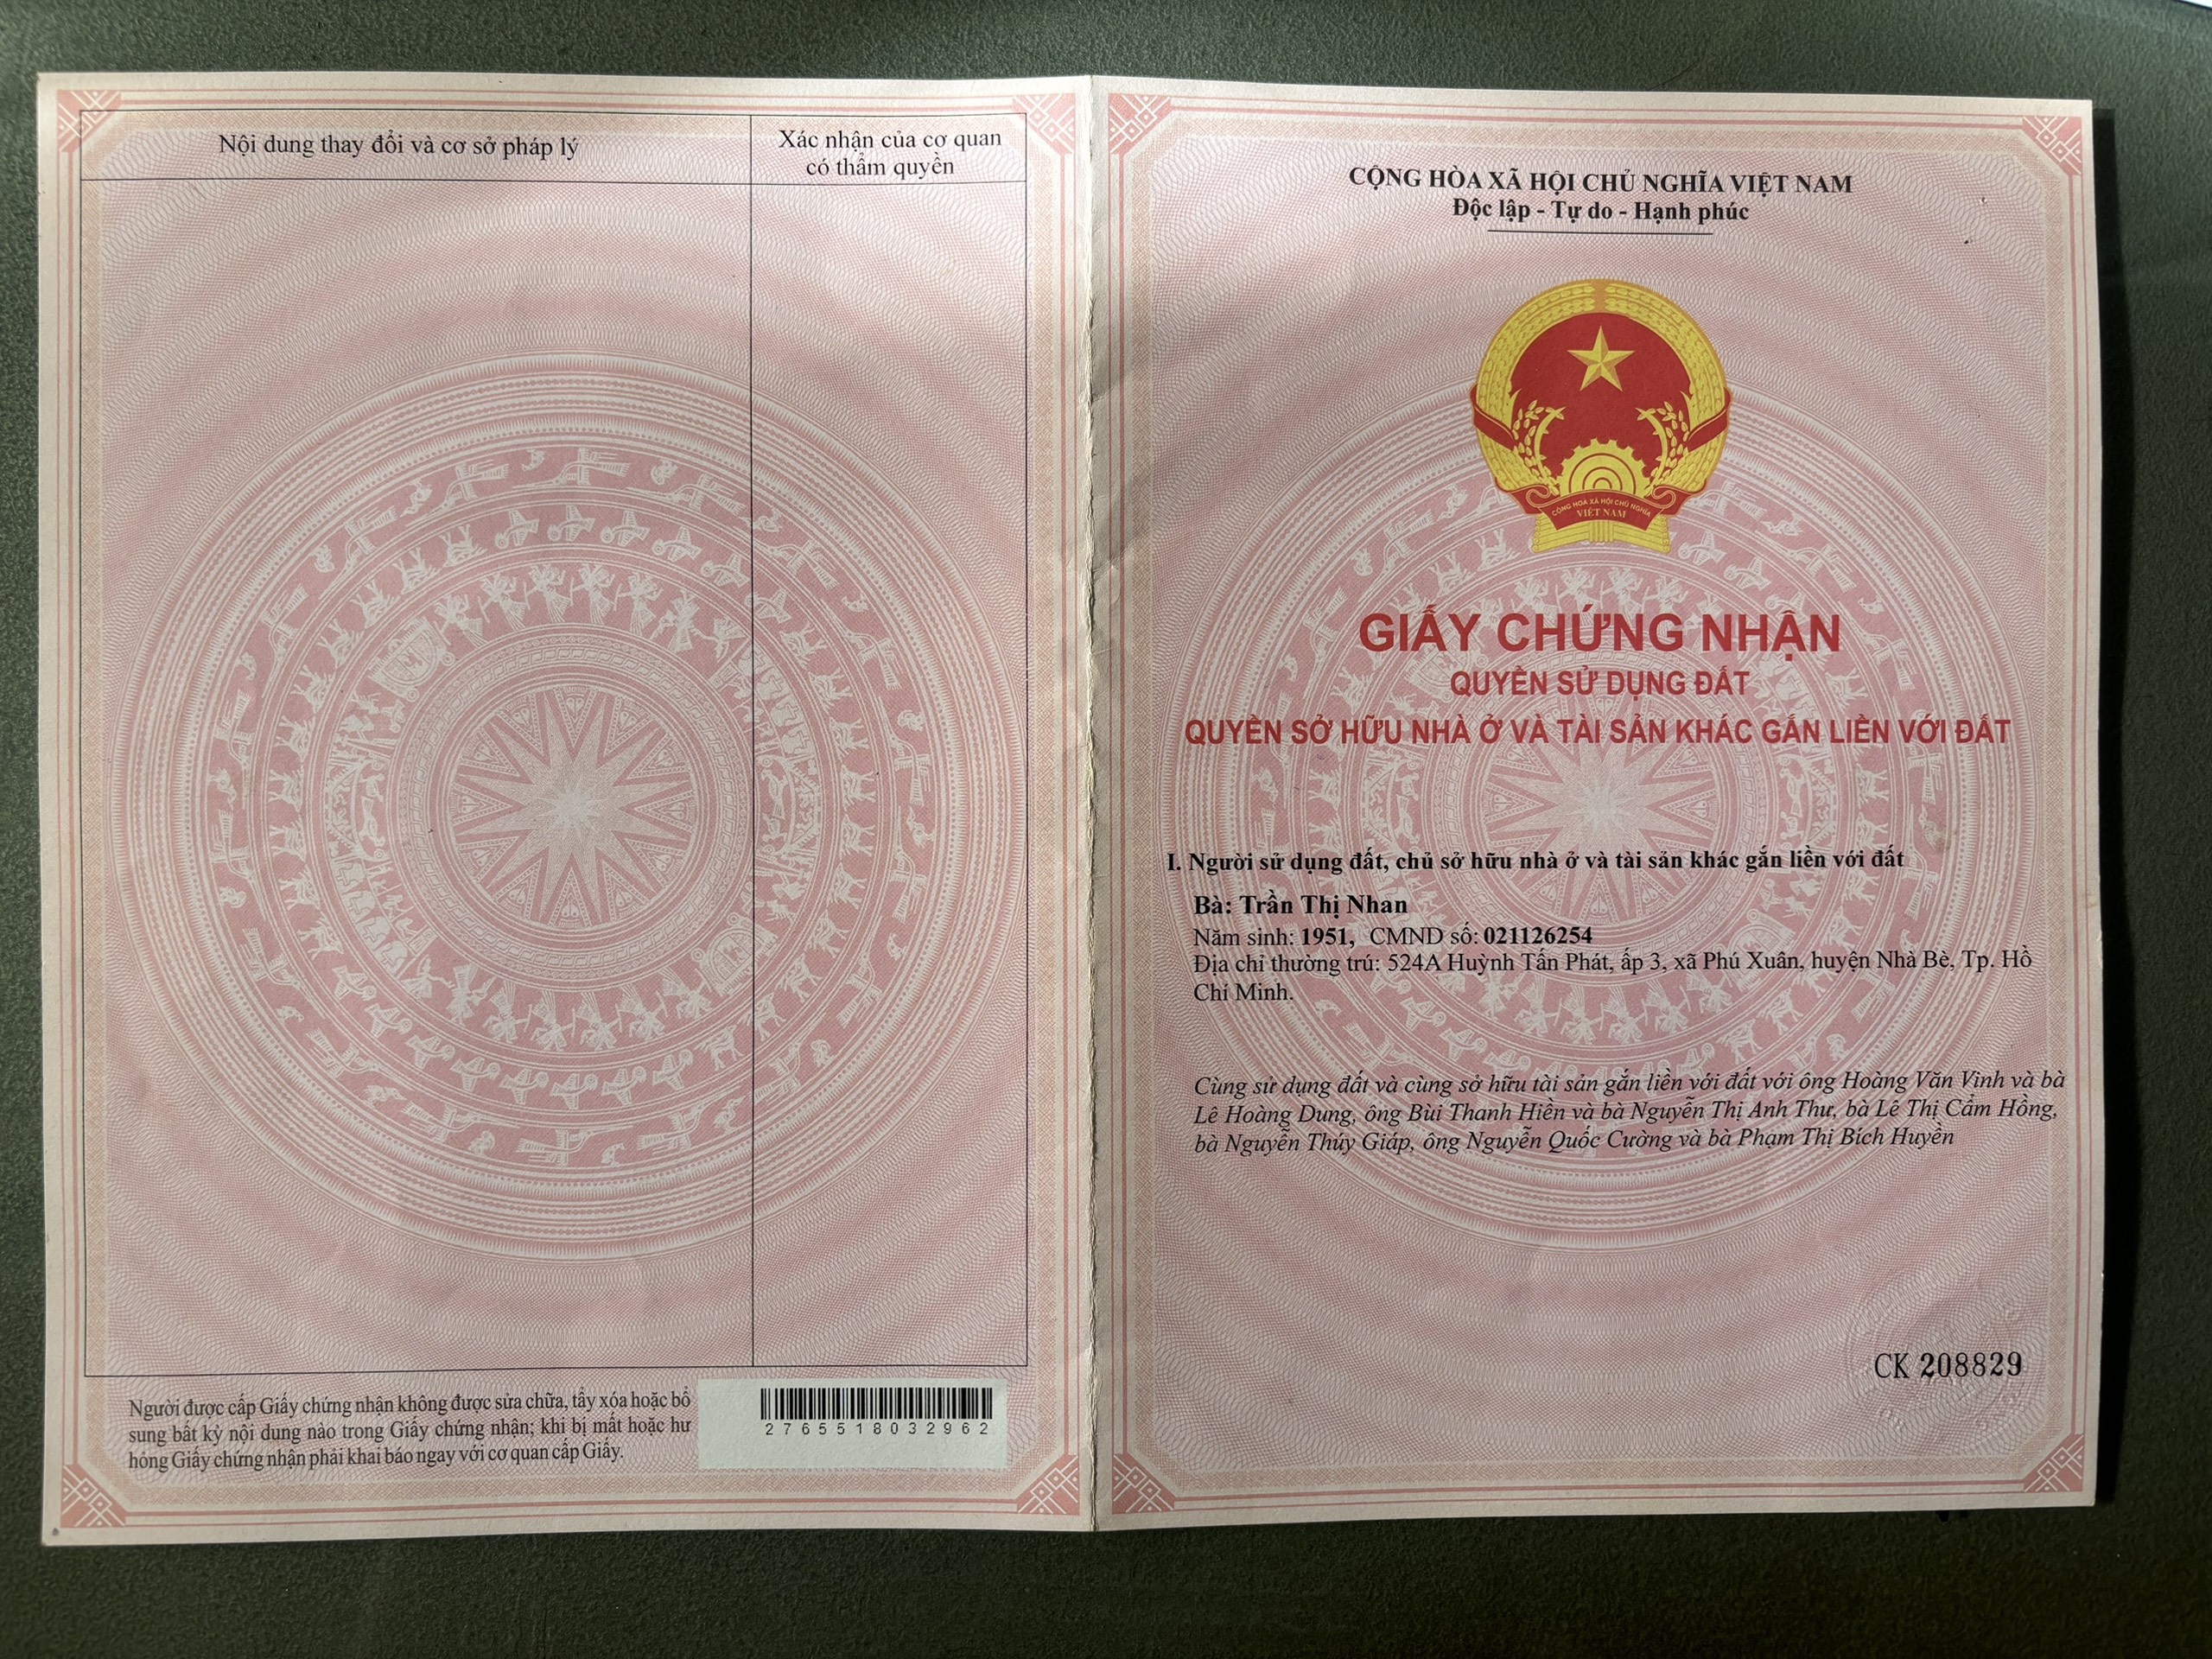 Nội dung thay đổi và cơ sở pháp lý
Xác nhận của cơ quan
có thẩm quyền
Người được cấp Giấy chứng nhận không được sửa chữa, tẩy xóa hoặc bổ
sung bất kỳ nội dung nào trong Giấy chứng nhận; khi bị mất hoặc hư
hỏng Giấy chứng nhận phải khai báo ngay với cơ quan cấp Giấy.
2765518032962
CỘNG HÒA XÃ HỘI CHỦ NGHĨA VIỆT NAM
Độc lập - Tự do - Hạnh phúc
CỘNG HÒA XÃ HỘI CHỦ NGHĨA
VIỆT NAM
GIẤY CHỨNG NHẬN
QUYỀN SỬ DỤNG ĐẤT
QUYỀN SỞ HỮU NHÀ Ở VÀ TÀI SẢN KHÁC GẮN LIỀN VỚI ĐẤT
I. Người sử dụng đất, chủ sở hữu nhà ở và tài sản khác gắn liền với đất
Bà: Trần Thị Nhan
Năm sinh: 1951, CMND số: 021126254
Địa chỉ thường trú: 524A Huỳnh Tấn Phát, ấp 3, xã Phú Xuân, huyện Nhà Bè, Tp. Hồ
Chí Minh.
Cùng sử dụng đất và cùng sở hữu tài sản gắn liền với đất với ông Hoàng Văn Vinh và bà
Lê Hoàng Dung, ông Bùi Thanh Hiền và bà Nguyễn Thị Anh Thư, bà Lê Thị Cẩm Hồng,
bà Nguyễn Thúy Giáp, ông Nguyễn Quốc Cường và bà Phạm Thị Bích Huyền
CK 208829